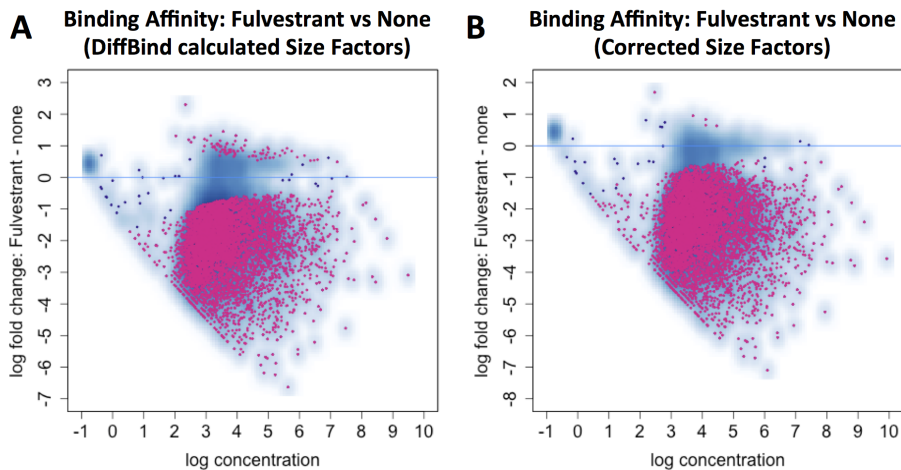 A
Binding Affinity: Fulvestrant vs None
(DiffBind calculated Size Factors)
log fold change: Fulvestrant - none
3
2
1
0
-1
-2
-3
-4
-5
-6
-7
-1 0 1 2 3 4 5 6 7 8 9 10
log concentration
B
Binding Affinity: Fulvestrant vs None
(Corrected Size Factors)
log fold change: Fulvestrant - none
2
1
0
-1
-2
-3
-4
-5
-6
-7
-8
-1 0 1 2 3 4 5 6 7 8 9 10
log concentration